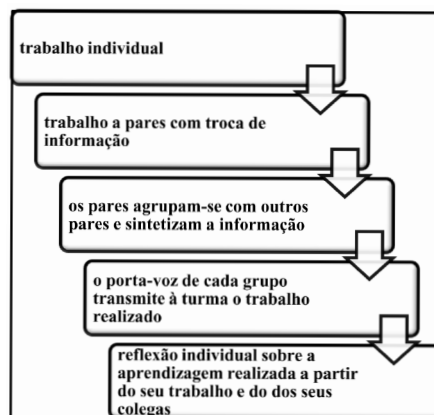 trabalho individual
trabalho a pares com troca de
informação
os pares agrupam-se com outros
pares e sintetizam a informação
o porta-voz de cada grupo
transmite à turma o trabalho
realizado
reflexão individual sobre a
aprendizagem realizada a partir
do seu trabalho e do dos seus
colegas